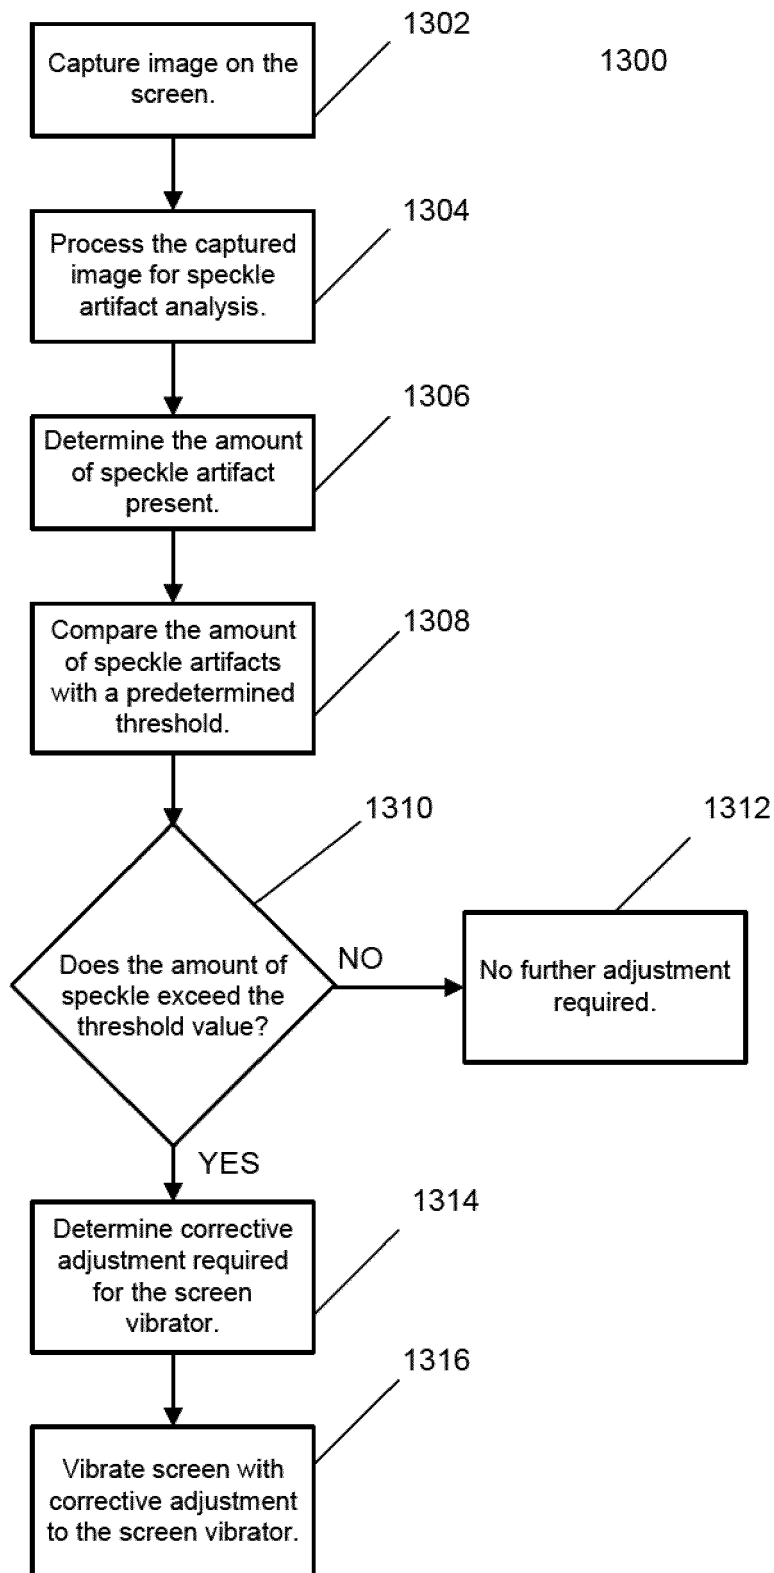 1302
1300
Capture image on the
screen.
1304
Process the captured
image for speckle
artifact analysis.
1306
Determine the amount
of speckle artifact
present.
1308
Compare the amount
of speckle artifacts
with a predetermined
threshold.
1310
1312
Does the amount of
speckle exceed the
threshold value?
NO
No further adjustment
required.
YES
1314
Determine corrective
adjustment required
for the screen
vibrator.
1316
Vibrate screen with
corrective adjustment
to the screen vibrator.